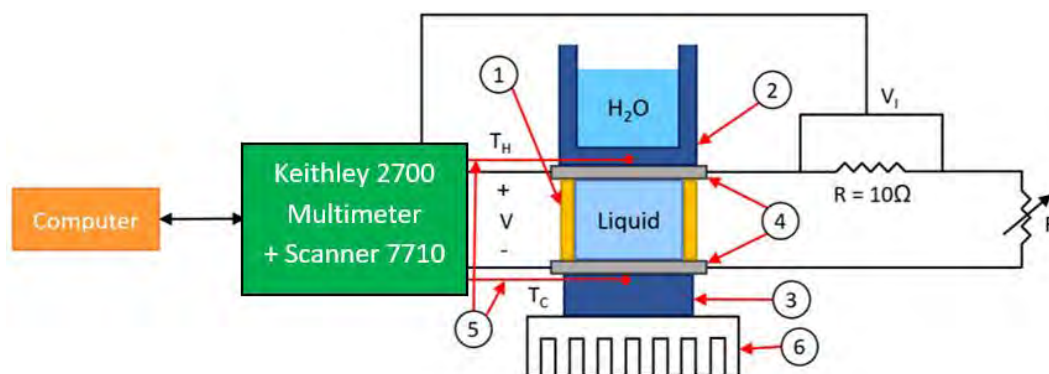 Computer
Keithley 2700
Multimeter
+ Scanner 7710
1
2
H₂O
T_H
V_I
+
V
-
R = 10Ω
Liquid
4
T_C
3
5
6